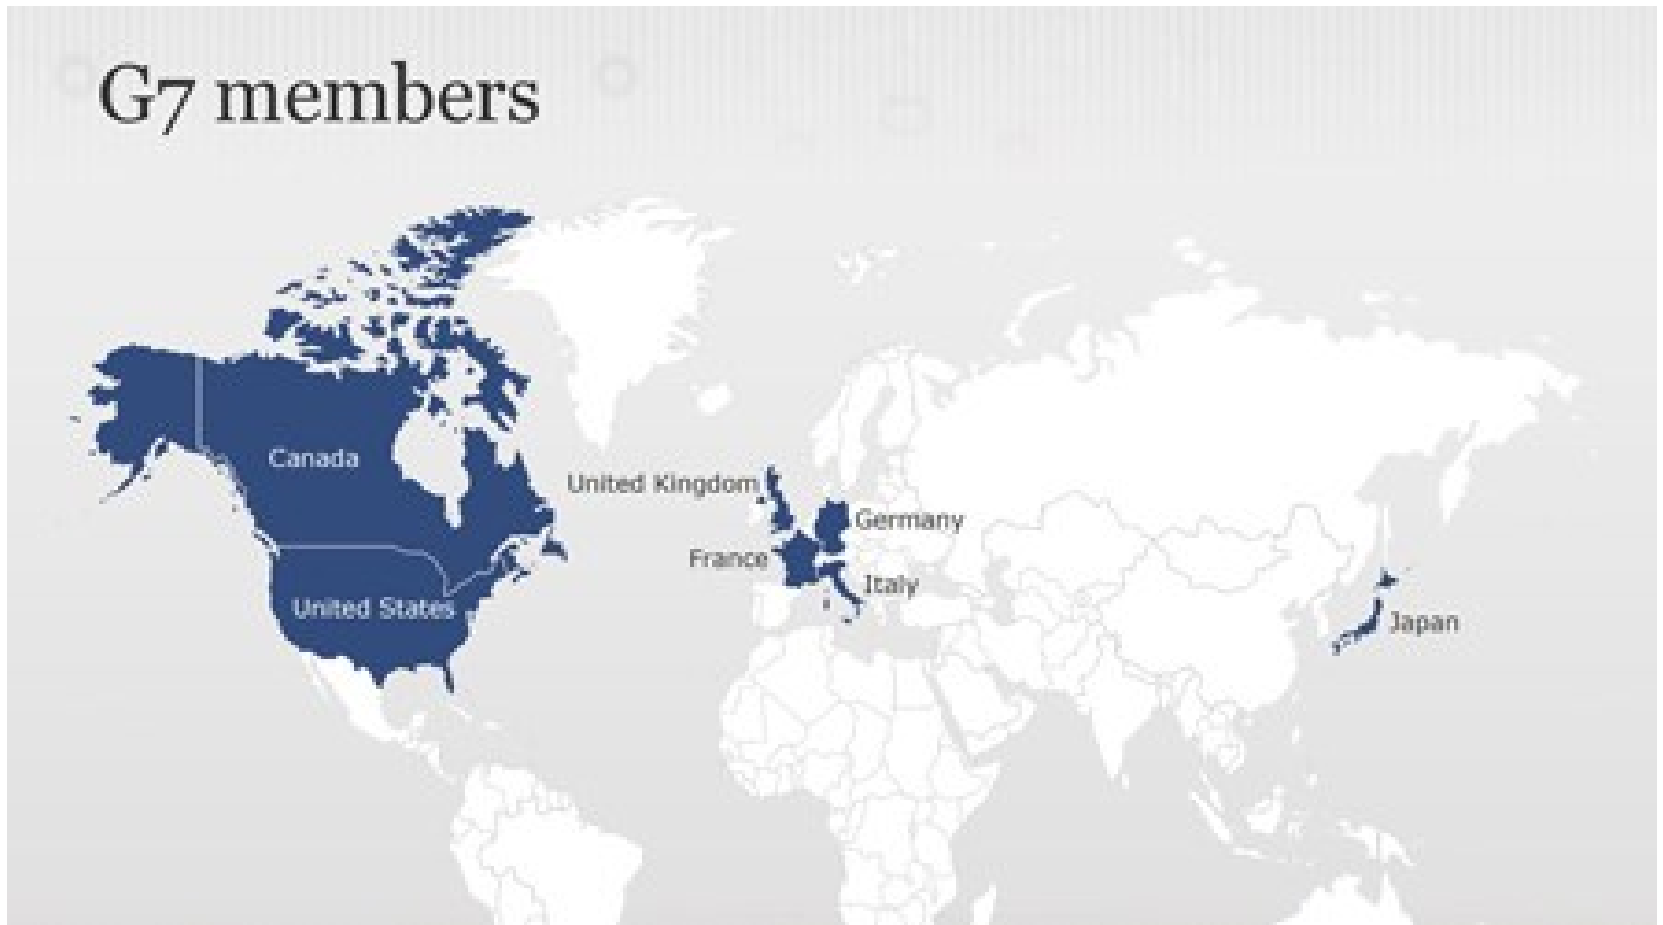 G7 members
Canada
United Kingdom
Germany
France
Italy
United States
Japan